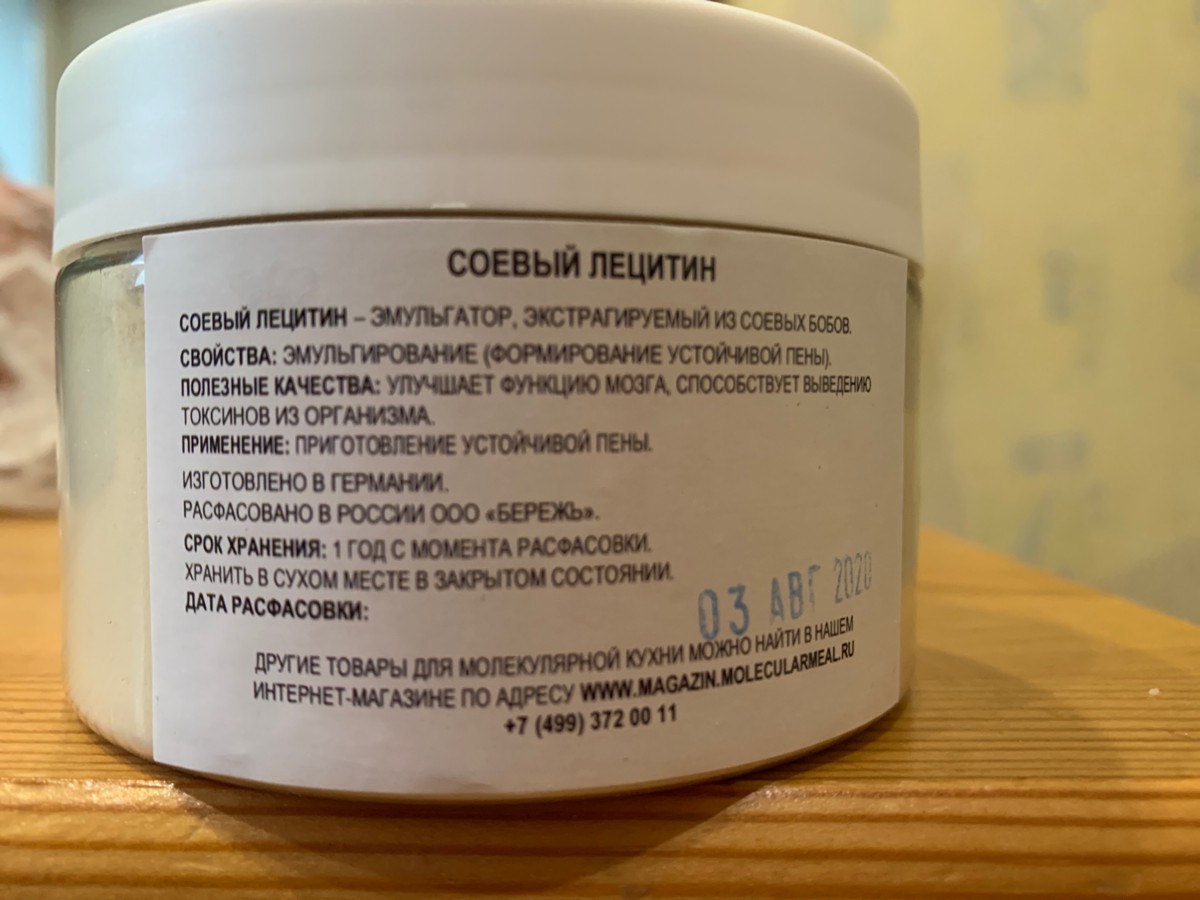 СОЕВЫЙ ЛЕЦИТИН
СОЕВЫЙ ЛЕЦИТИН – ЭМУЛЬГАТОР, ЭКСТРАГИРУЕМЫЙ ИЗ СОЕВЫХ БОБОВ.
СВОЙСТВА: ЭМУЛЬГИРОВАНИЕ (ФОРМИРОВАНИЕ УСТОЙЧИВОЙ ПЕНЫ).
ПОЛЕЗНЫЕ КАЧЕСТВА: УЛУЧШАЕТ ФУНКЦИЮ МОЗГА, СПОСОБСТВУЕТ ВЫВЕДЕНИЮ
ТОКСИНОВ ИЗ ОРГАНИЗМА.
ПРИМЕНЕНИЕ: ПРИГОТОВЛЕНИЕ УСТОЙЧИВОЙ ПЕНЫ.
ИЗГОТОВЛЕНО В ГЕРМАНИИ.
РАСФАСОВАНО В РОССИИ ООО «БЕРЕЖЬ».
СРОК ХРАНЕНИЯ: 1 ГОД С МОМЕНТА РАСФАСОВКИ.
ХРАНИТЬ В СУХОМ МЕСТЕ В ЗАКРЫТОМ СОСТОЯНИИ.
ДАТА РАСФАСОВКИ: 03 АВГ 2020
ДРУГИЕ ТОВАРЫ ДЛЯ МОЛЕКУЛЯРНОЙ КУХНИ МОЖНО НАЙТИ В НАШЕМ
ИНТЕРНЕТ-МАГАЗИНЕ ПО АДРЕСУ WWW.MAGAZIN.MOLECULARMEAL.RU
+7 (499) 372 00 11